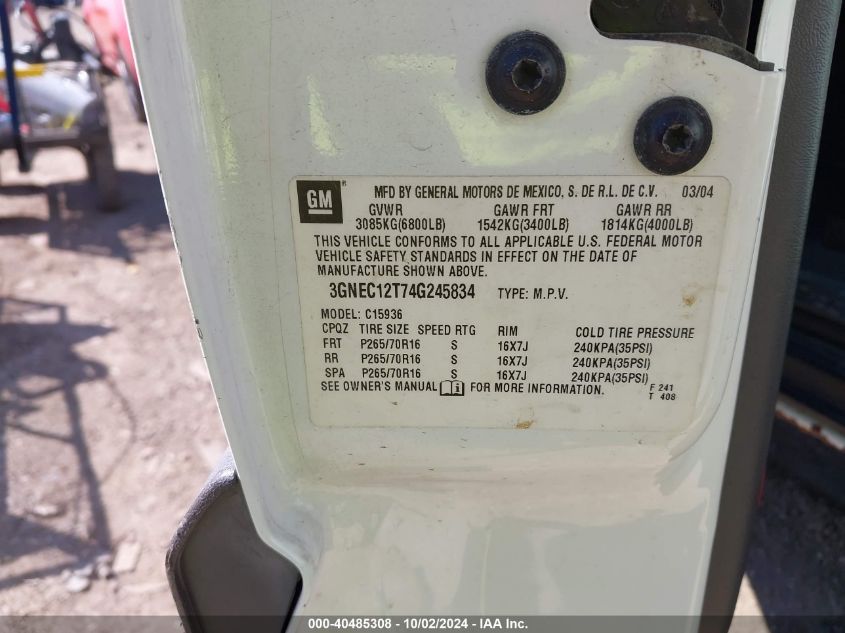 GM® MFD BY GENERAL MOTORS DE MEXICO, S. DE R.L. DE C.V. 03/04
GVWR GAWR FRT GAWR RR
3085KG(6800LB) 1542KG(3400LB) 1814KG(4000LB)
THIS VEHICLE CONFORMS TO ALL APPLICABLE U.S. FEDERAL MOTOR
VEHICLE SAFETY STANDARDS IN EFFECT ON THE DATE OF
MANUFACTURE SHOWN ABOVE.
3GNEC12T74G245834 TYPE: M.P.V.
MODEL: C15936
CPQZ TIRE SIZE SPEED RTG RIM COLD TIRE PRESSURE
FRT P265/70R16 S 16X7J 240KPA(35PSI)
RR P265/70R16 S 16X7J 240KPA(35PSI)
SPA P265/70R16 S 16X7J 240KPA(35PSI)
SEE OWNER'S MANUAL FOR MORE INFORMATION.
F 241
T 408
000-40485308 - 10/02/2024 - IAA Inc.